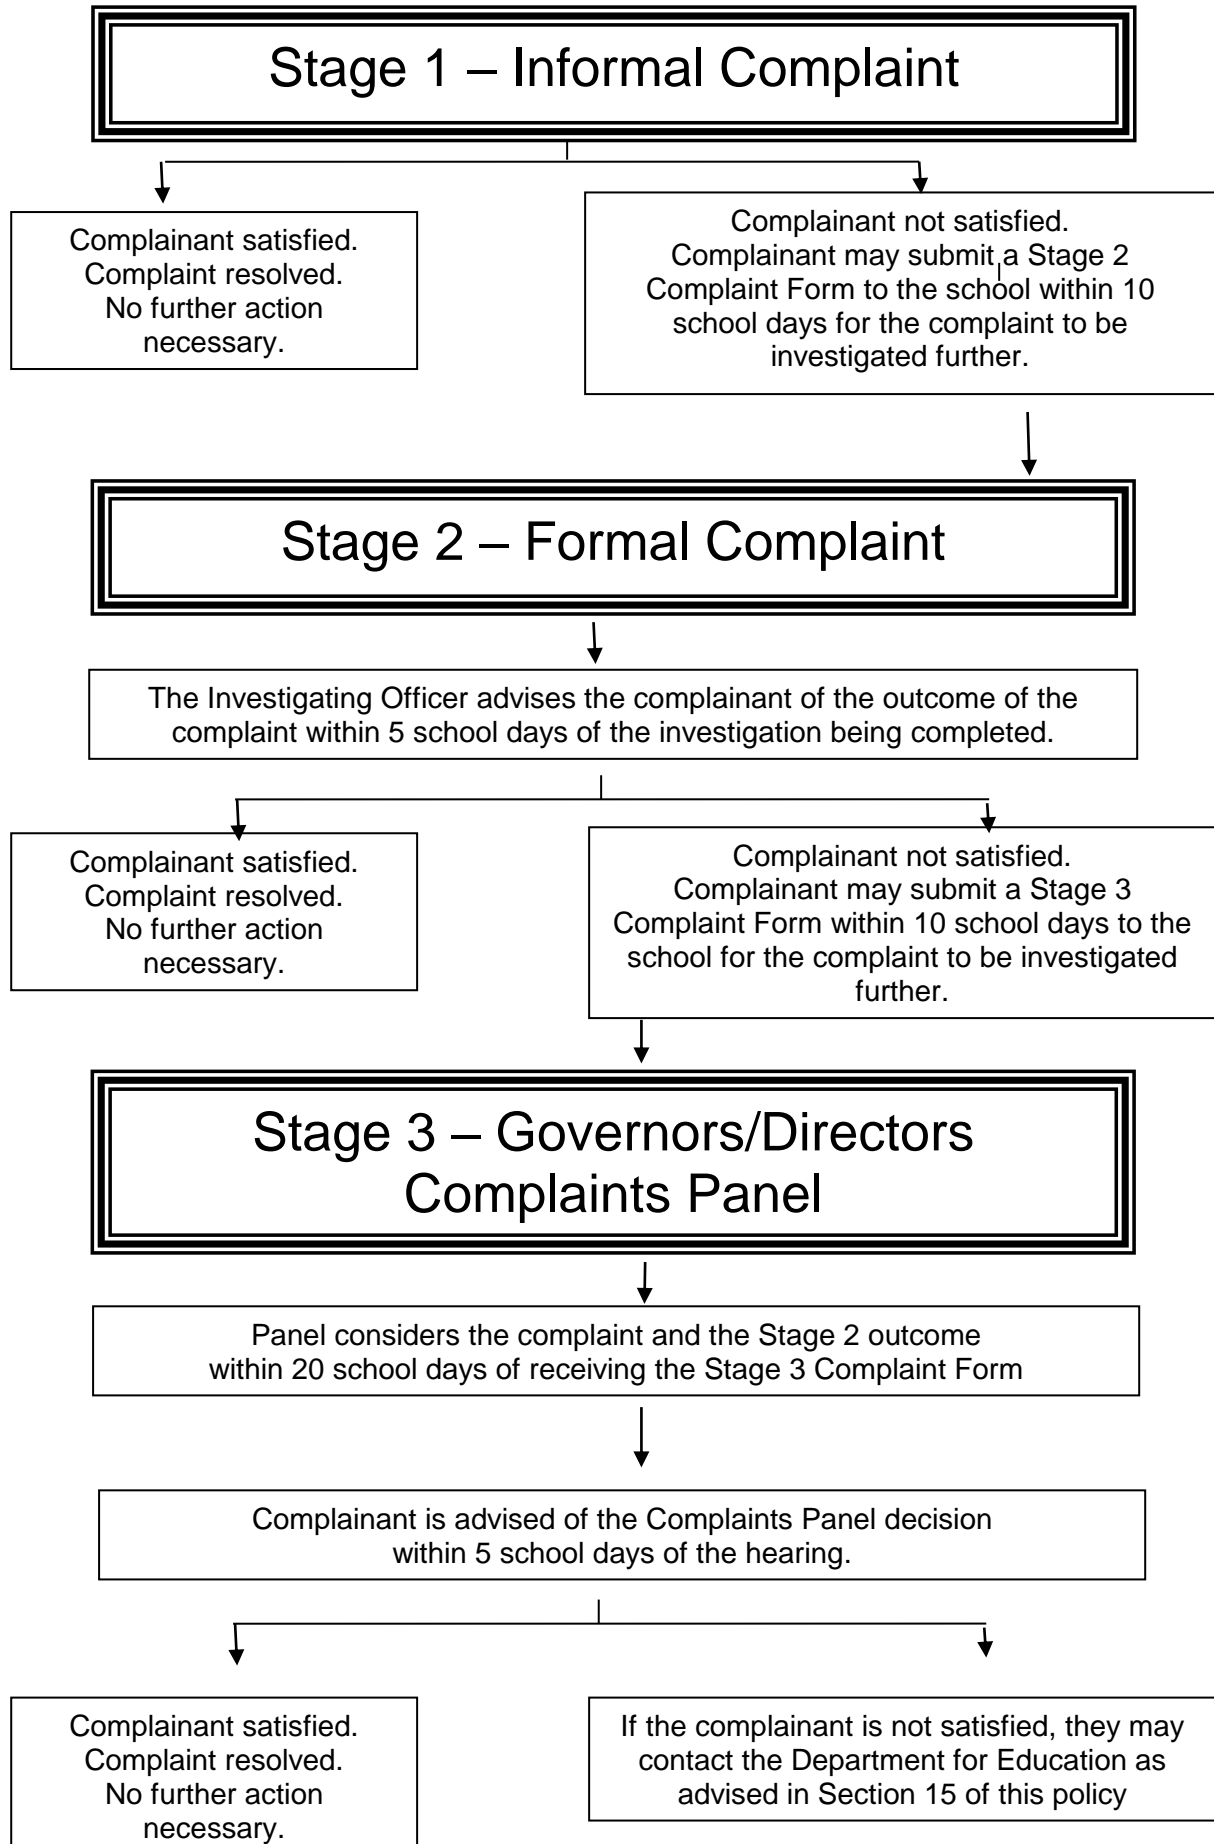 Stage 1 – Informal Complaint
Complainant satisfied.
Complaint resolved.
No further action
necessary.
Complainant not satisfied.
Complainant may submit a Stage 2
Complaint Form to the school within 10
school days for the complaint to be
investigated further.
Stage 2 – Formal Complaint
The Investigating Officer advises the complainant of the outcome of the
complaint within 5 school days of the investigation being completed.
Complainant satisfied.
Complaint resolved.
No further action
necessary.
Complainant not satisfied.
Complainant may submit a Stage 3
Complaint Form within 10 school days to the
school for the complaint to be investigated
further.
Stage 3 – Governors/Directors
Complaints Panel
Panel considers the complaint and the Stage 2 outcome
within 20 school days of receiving the Stage 3 Complaint Form
Complainant is advised of the Complaints Panel decision
within 5 school days of the hearing.
Complainant satisfied.
Complaint resolved.
No further action
necessary.
If the complainant is not satisfied, they may
contact the Department for Education as
advised in Section 15 of this policy